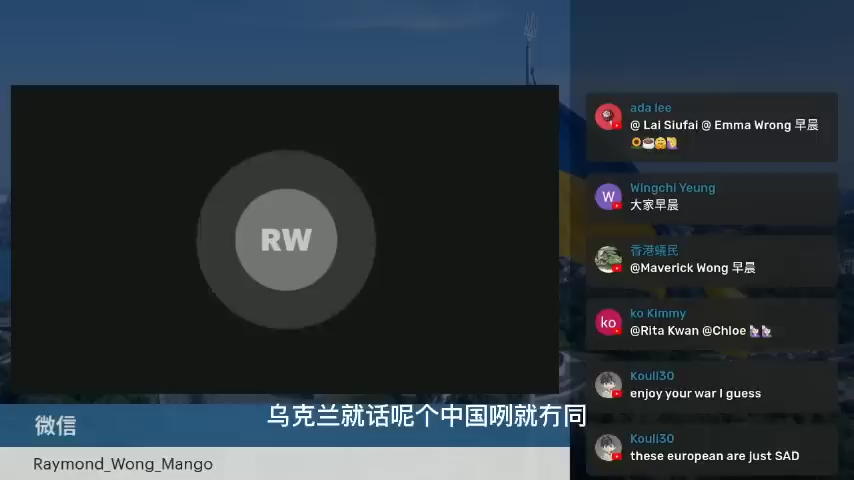 RW
乌克兰就话呢个中国咧就冇同
微信
Raymond_Wong_Mango
ada lee
@ Lai Siufai @ Emma Wrong 早晨
🌻☕😊🙋
W
Wingchi Yeung
大家早晨
香港蟻民
@Maverick Wong 早晨
ko
ko Kimmy
@Rita Kwan @Chloe
Kouli30
enjoy your war I guess
Kouli30
these european are just SAD